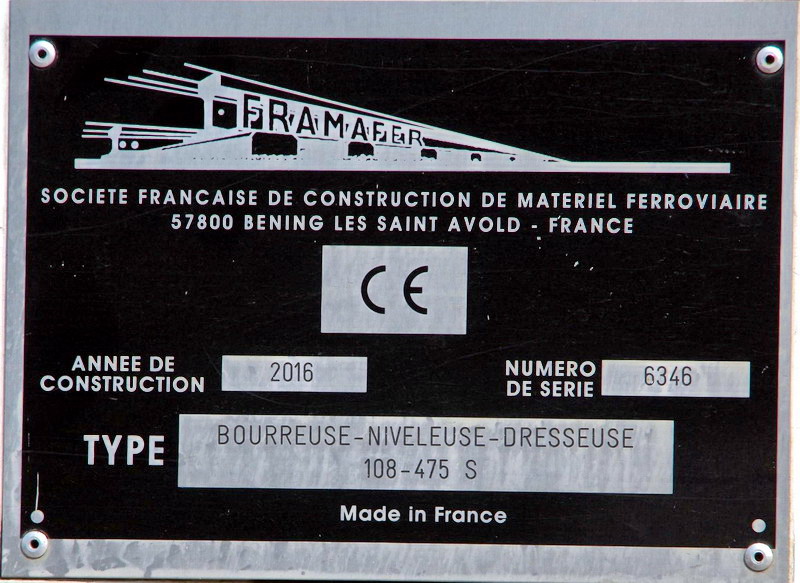 FRAMAFER
SOCIETE FRANCAISE DE CONSTRUCTION DE MATERIEL FERROVIAIRE
57800 BENING LES SAINT AVOLD - FRANCE
CE
ANNEE DE
CONSTRUCTION
2016
NUMERO
DE SERIE
6346
TYPE
BOURREUSE-NIVELEUSE-DRESSEUSE
108-475 S
Made in France